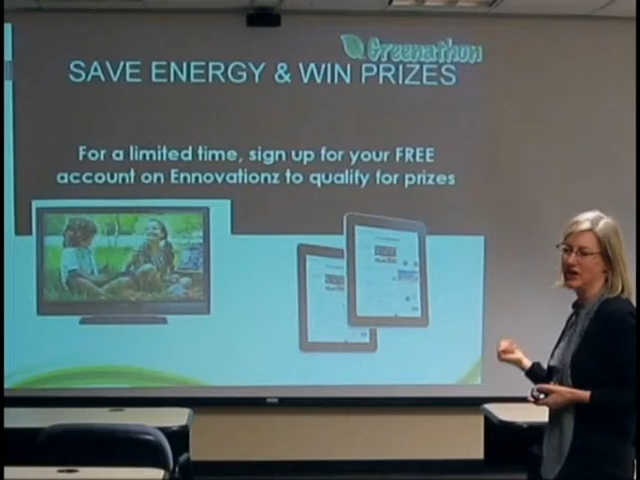 Greenathon
SAVE ENERGY & WIN PRIZES
For a limited time, sign up for your FREE
account on Ennovationz to qualify for prizes